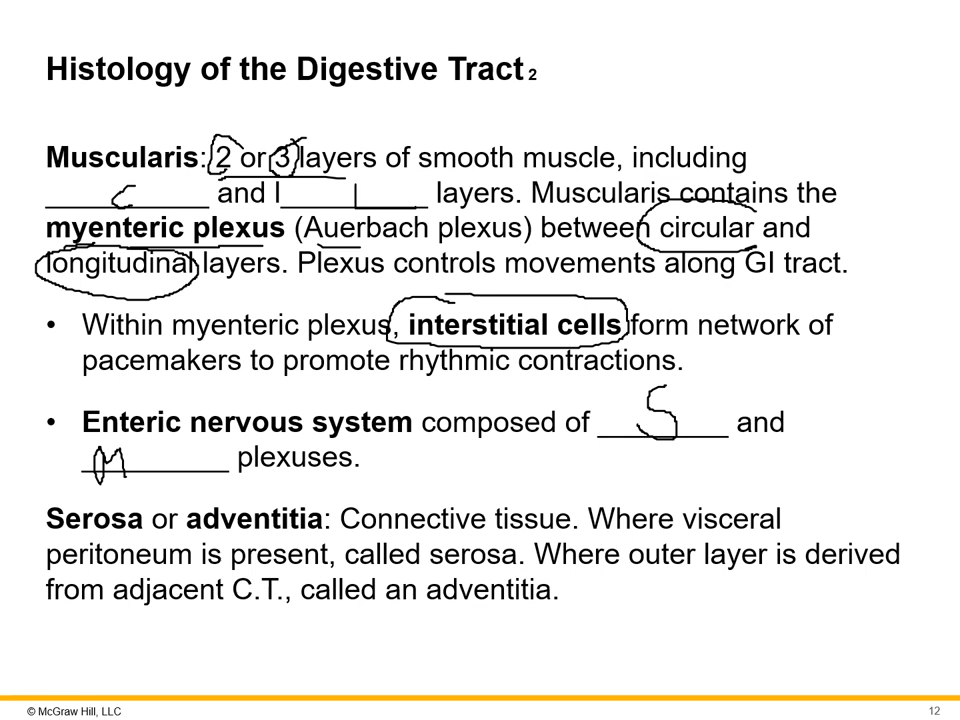 Histology of the Digestive Tract 2
Muscularis: 2 or 3 layers of smooth muscle, including
____C______ and l____L_____ layers. Muscularis contains the
myenteric plexus (Auerbach plexus) between circular and
longitudinal layers. Plexus controls movements along GI tract.
• Within myenteric plexus, interstitial cells form network of
pacemakers to promote rhythmic contractions.
• Enteric nervous system composed of ____S____ and
_M________ plexuses.
Serosa or adventitia: Connective tissue. Where visceral
peritoneum is present, called serosa. Where outer layer is derived
from adjacent C.T., called an adventitia.
© McGraw Hill, LLC
12